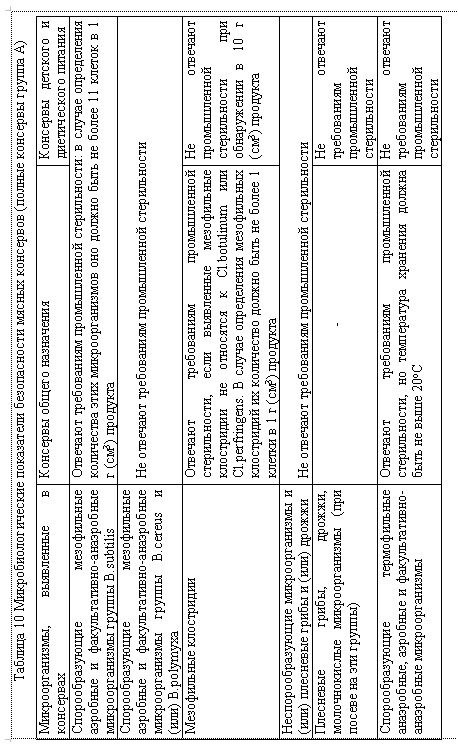 Таблица 10 Микробиологические показатели безопасности мясных консервов (полные консервы группа А)
Микроорганизмы, выявленные в
консервах
Консервы общего назначения
Консервы детского и
диетического питания
Спорообразующие мезофильные
аэробные и факультативно-анаэробные
микроорганизмы группы B.subtilis
Отвечают требованиям промышленной стерильности: в случае определения
количества этих микроорганизмов оно должно быть не более 11 клеток в 1
г (см³) продукта
Спорообразующие мезофильные
аэробные и факультативно-анаэробные
микроорганизмы группы B.cereus и
(или) B.polymyxa
Не отвечают требованиям промышленной стерильности
Мезофильные клостридии
Отвечают требованиям промышленной
стерильности, если выявленные мезофильные
клостридии не относятся к Cl.botulinum или
Cl.perfringens. В случае определения мезофильных
клостридий их количество должно быть не более 1
клетки в 1 г (см³) продукта
Не отвечают
промышленной
стерильности при
обнаружении в 10 г
(см³) продукта
Неспорообразующие микроорганизмы и
(или) плесневые грибы и (или) дрожжи
Не отвечают требованиям промышленной стерильности
Плесневые грибы, дрожжи,
молочнокислые микроорганизмы (при
посеве на эти группы)
-
Не отвечают
требованиям
промышленной
стерильности
Спорообразующие термофильные
анаэробные, аэробные и факультативно-
анаэробные микроорганизмы
Отвечают требованиям промышленной
стерильности, но температура хранения должна
быть не выше 20°С
Не отвечают
требованиям
промышленной
стерильности